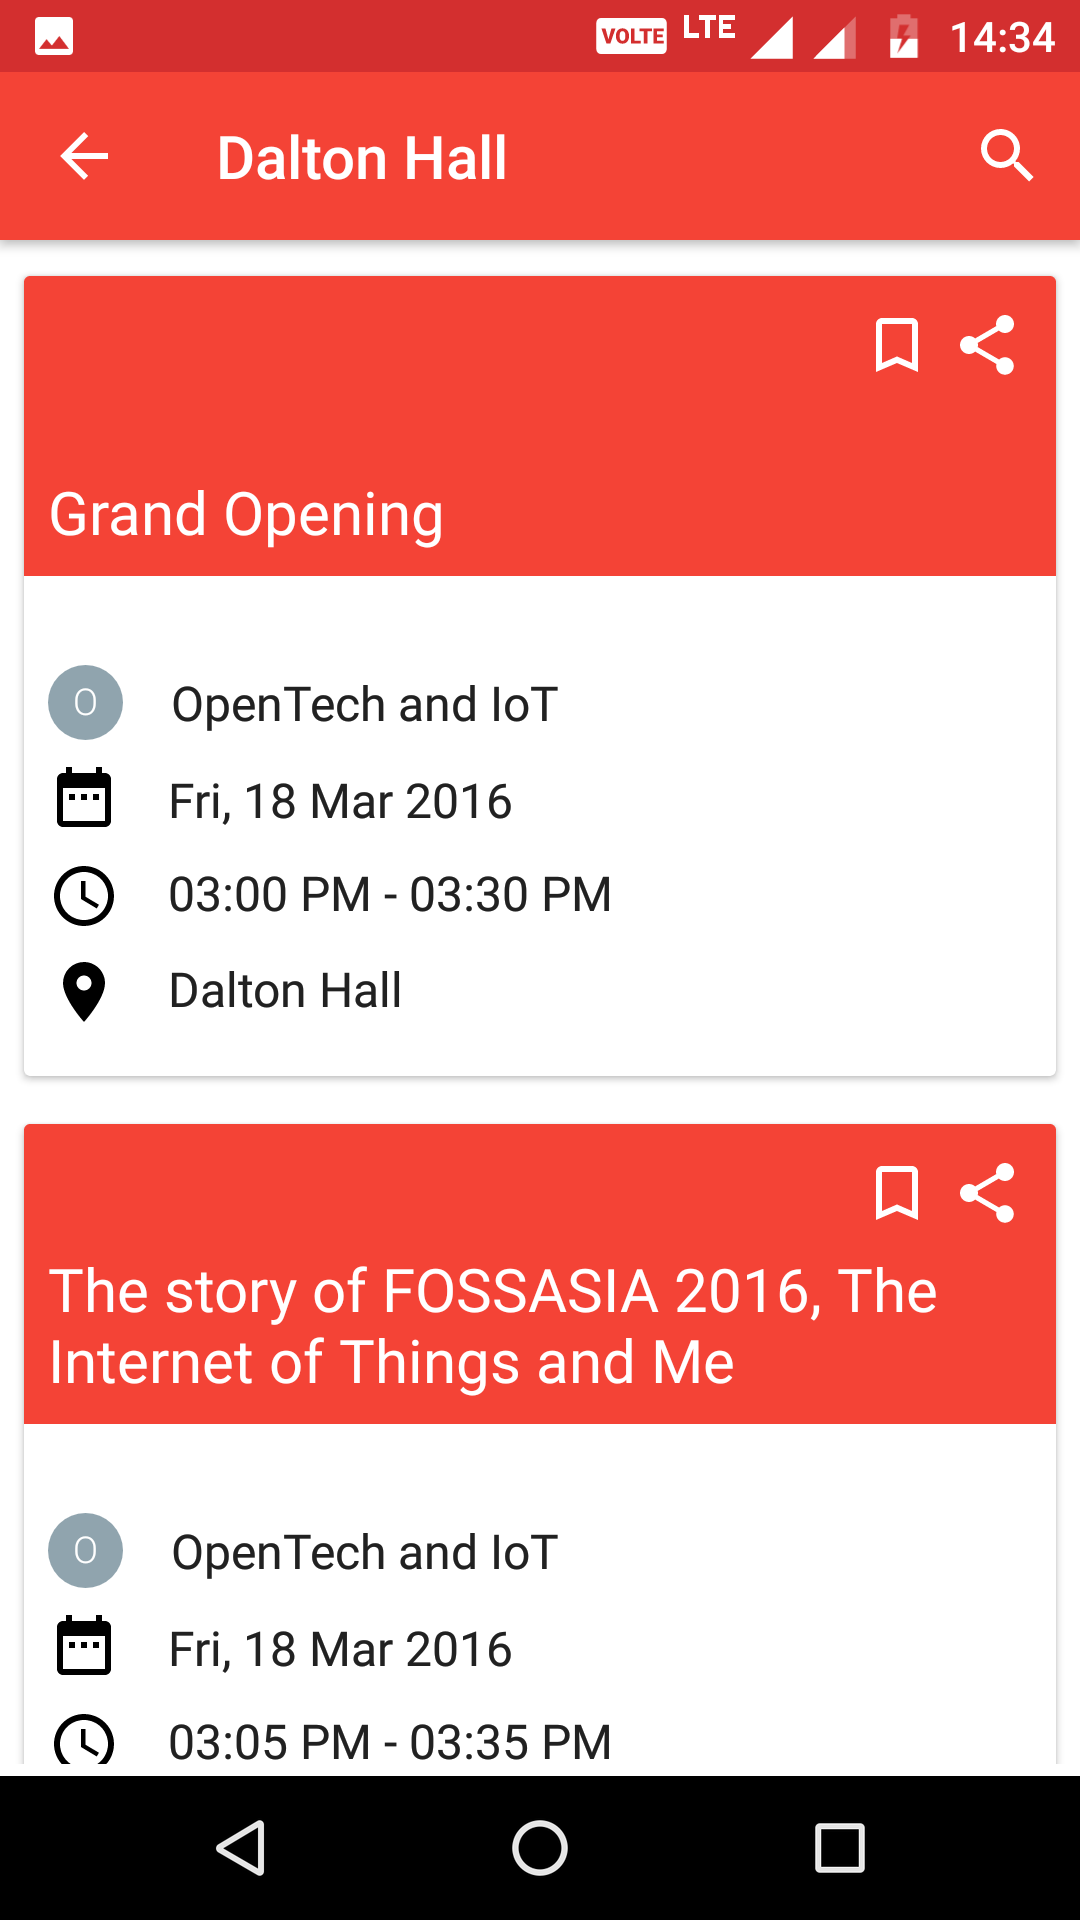 VOLTE LTE 14:34
Dalton Hall
Grand Opening
O OpenTech and IoT
Fri, 18 Mar 2016
03:00 PM - 03:30 PM
Dalton Hall
The story of FOSSASIA 2016, The
Internet of Things and Me
O OpenTech and IoT
Fri, 18 Mar 2016
03:05 PM - 03:35 PM